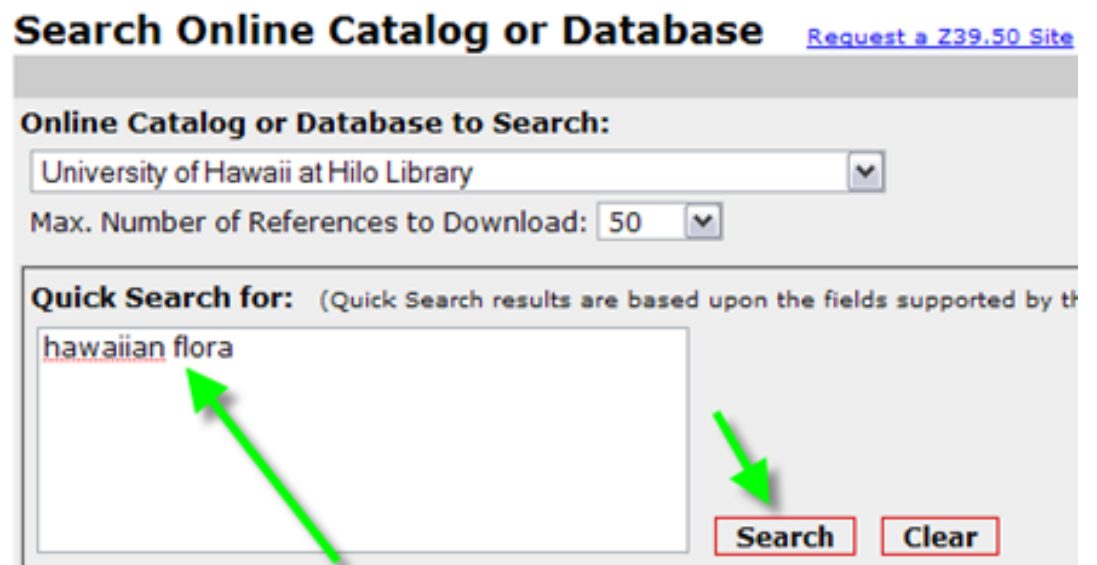 Search Online Catalog or Database Request a Z39.50 Site
Online Catalog or Database to Search:
University of Hawaii at Hilo Library
Max. Number of References to Download: 50
Quick Search for: (Quick Search results are based upon the fields supported by
hawaiian flora
Search Clear